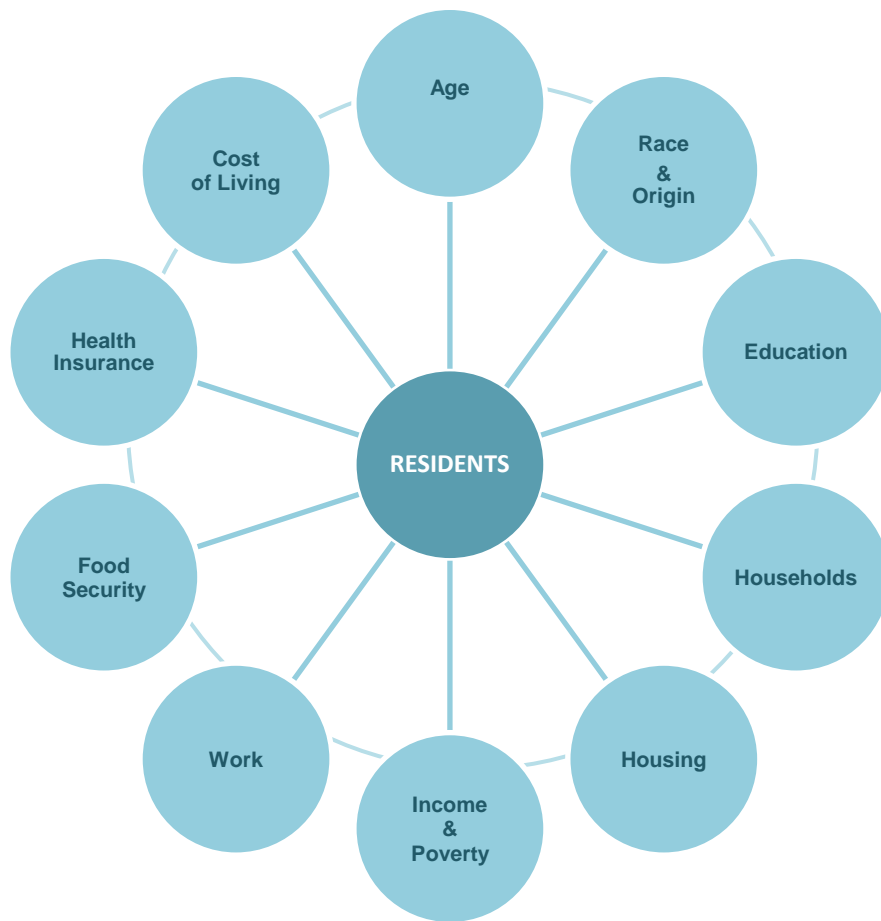 Age
Race
&
Origin
Education
Households
Housing
Income
&
Poverty
Work
Food
Security
Health
Insurance
Cost
of Living
RESIDENTS